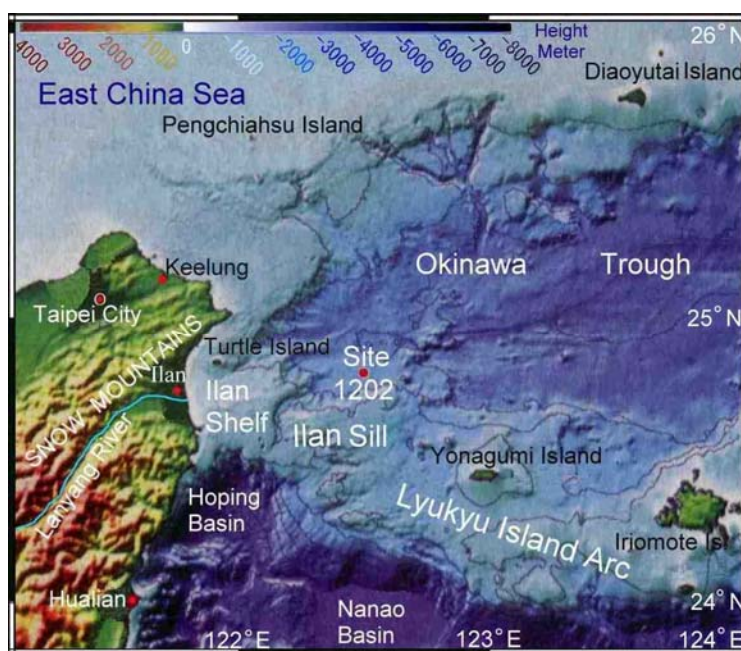 4000
3000
2000
1000
0
-1000
-2000
-3000
-4000
-5000
-6000
-7000
-8000
Height
Meter
26° N
Diaoyutai Island
East China Sea
Pengchiahsu Island
Keelung
Okinawa Trough
Taipei City
25° N
Turtle Island
Site
1202
SNOW MOUNTAINS
Ilan
Ilan
Shelf
Ilan Sill
Lanyang River
Yonagumi Island
Hoping
Basin
Lyukyu Island Arc
Iriomote Isl
Hualian
Nanao
Basin
24° N
122° E
123° E
124° E